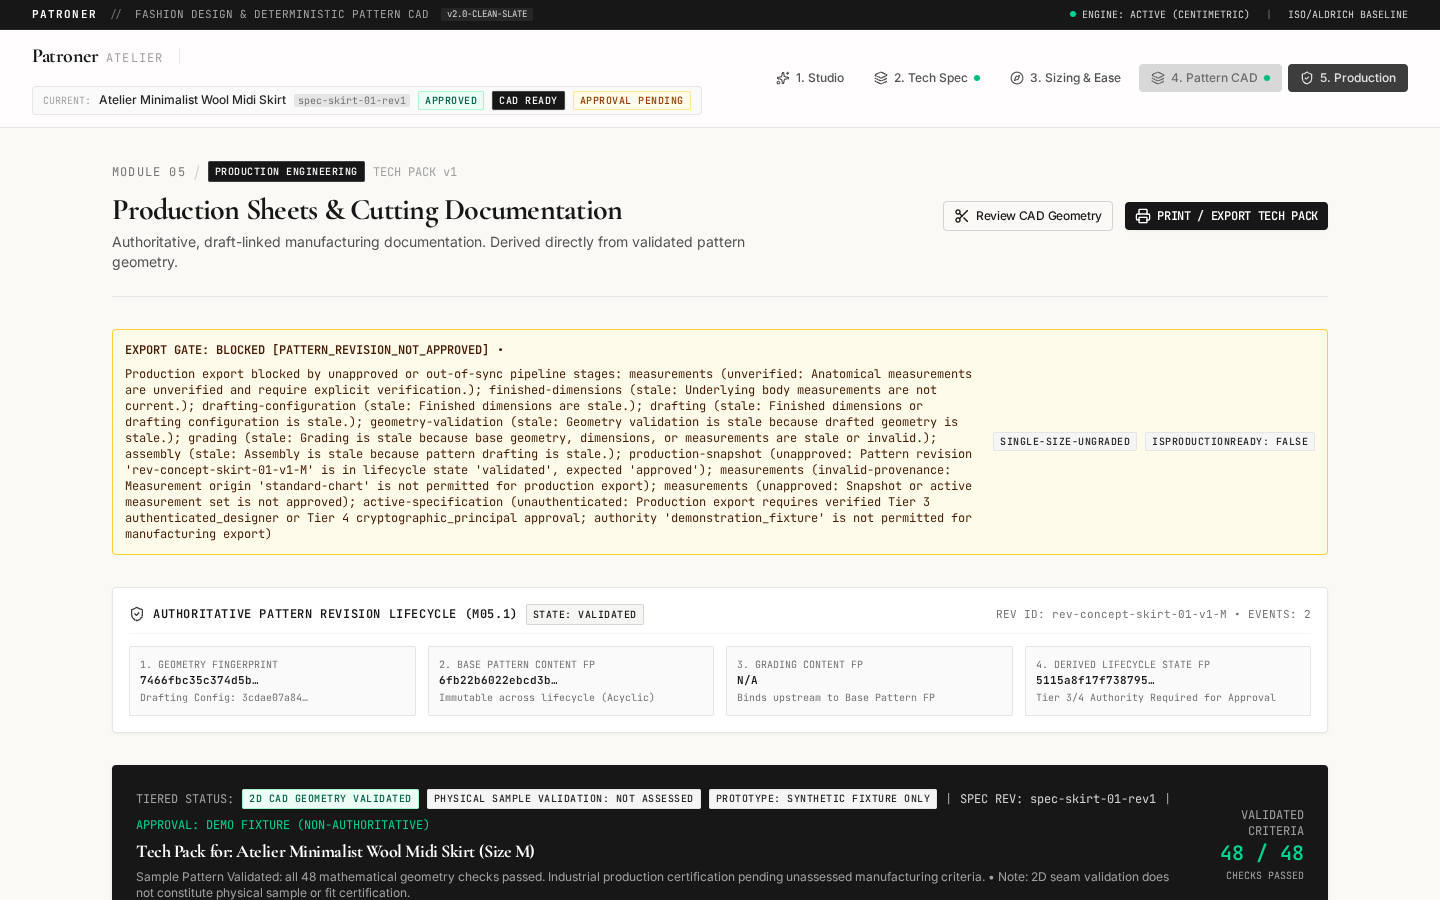 PATRONER // FASHION DESIGN & DETERMINISTIC PATTERN CAD v2.0-CLEAN-SLATE ENGINE: ACTIVE (CENTIMETRIC) | ISO/ALDRICH BASELINE
Patroner ATELIER
1. Studio 2. Tech Spec 3. Sizing & Ease 4. Pattern CAD 5. Production
CURRENT: Atelier Minimalist Wool Midi Skirt spec-skirt-01-rev1 APPROVED CAD READY APPROVAL PENDING
MODULE 05 / PRODUCTION ENGINEERING TECH PACK v1
Production Sheets & Cutting Documentation
Review CAD Geometry PRINT / EXPORT TECH PACK
Authoritative, draft-linked manufacturing documentation. Derived directly from validated pattern
geometry.
EXPORT GATE: BLOCKED [PATTERN_REVISION_NOT_APPROVED] •
Production export blocked by unapproved or out-of-sync pipeline stages: measurements (unverified: Anatomical measurements
are unverified and require explicit verification.); finished-dimensions (stale: Underlying body measurements are not
current.); drafting-configuration (stale: Finished dimensions are stale.); drafting (stale: Finished dimensions or
drafting configuration is stale.); geometry-validation (stale: Geometry validation is stale because drafted geometry is
stale.); grading (stale: Grading is stale because base geometry, dimensions, or measurements are stale or invalid.);
assembly (stale: Assembly is stale because pattern drafting is stale.); production-snapshot (unapproved: Pattern revision
'rev-concept-skirt-01-v1-M' is in lifecycle state 'validated', expected 'approved'); measurements (invalid-provenance:
Measurement origin 'standard-chart' is not permitted for production export); measurements (unapproved: Snapshot or active
measurement set is not approved); active-specification (unauthenticated: Production export requires verified Tier 3
authenticated_designer or Tier 4 cryptographic_principal approval; authority 'demonstration_fixture' is not permitted for
manufacturing export)
SINGLE-SIZE-UNGRADED ISPRODUCTIONREADY: FALSE
AUTHORITATIVE PATTERN REVISION LIFECYCLE (M05.1) STATE: VALIDATED REV ID: rev-concept-skirt-01-v1-M • EVENTS: 2
1. GEOMETRY FINGERPRINT
7466fbc35c374d5b…
Drafting Config: 3cdae07a84…
2. BASE PATTERN CONTENT FP
6fb22b6022ebcd3b…
Immutable across lifecycle (Acyclic)
3. GRADING CONTENT FP
N/A
Binds upstream to Base Pattern FP
4. DERIVED LIFECYCLE STATE FP
5115a8f17f738795…
Tier 3/4 Authority Required for Approval
TIERED STATUS: 2D CAD GEOMETRY VALIDATED PHYSICAL SAMPLE VALIDATION: NOT ASSESSED PROTOTYPE: SYNTHETIC FIXTURE ONLY | SPEC REV: spec-skirt-01-rev1 |
APPROVAL: DEMO FIXTURE (NON-AUTHORITATIVE)
Tech Pack for: Atelier Minimalist Wool Midi Skirt (Size M)
Sample Pattern Validated: all 48 mathematical geometry checks passed. Industrial production certification pending unassessed manufacturing criteria. • Note: 2D seam validation does
not constitute physical sample or fit certification.
VALIDATED
CRITERIA
48 / 48
CHECKS PASSED